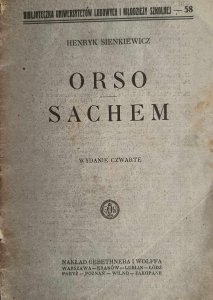 BIBLJOTECZKA UNIWERSYTETÓW LUDOWYCH I MŁODZIEŻY SZKOLNEJ — 58
HENRYK SIENKIEWICZ
ORSO
SACHEM
WYDANIE CZWARTE
NAKŁAD GEBETHNERA I WOLFFA
WARSZAWA — KRAKÓW — LUBLIN — ŁÓDŹ
PARYŻ — POZNAŃ — WILNO — ZAKOPANE